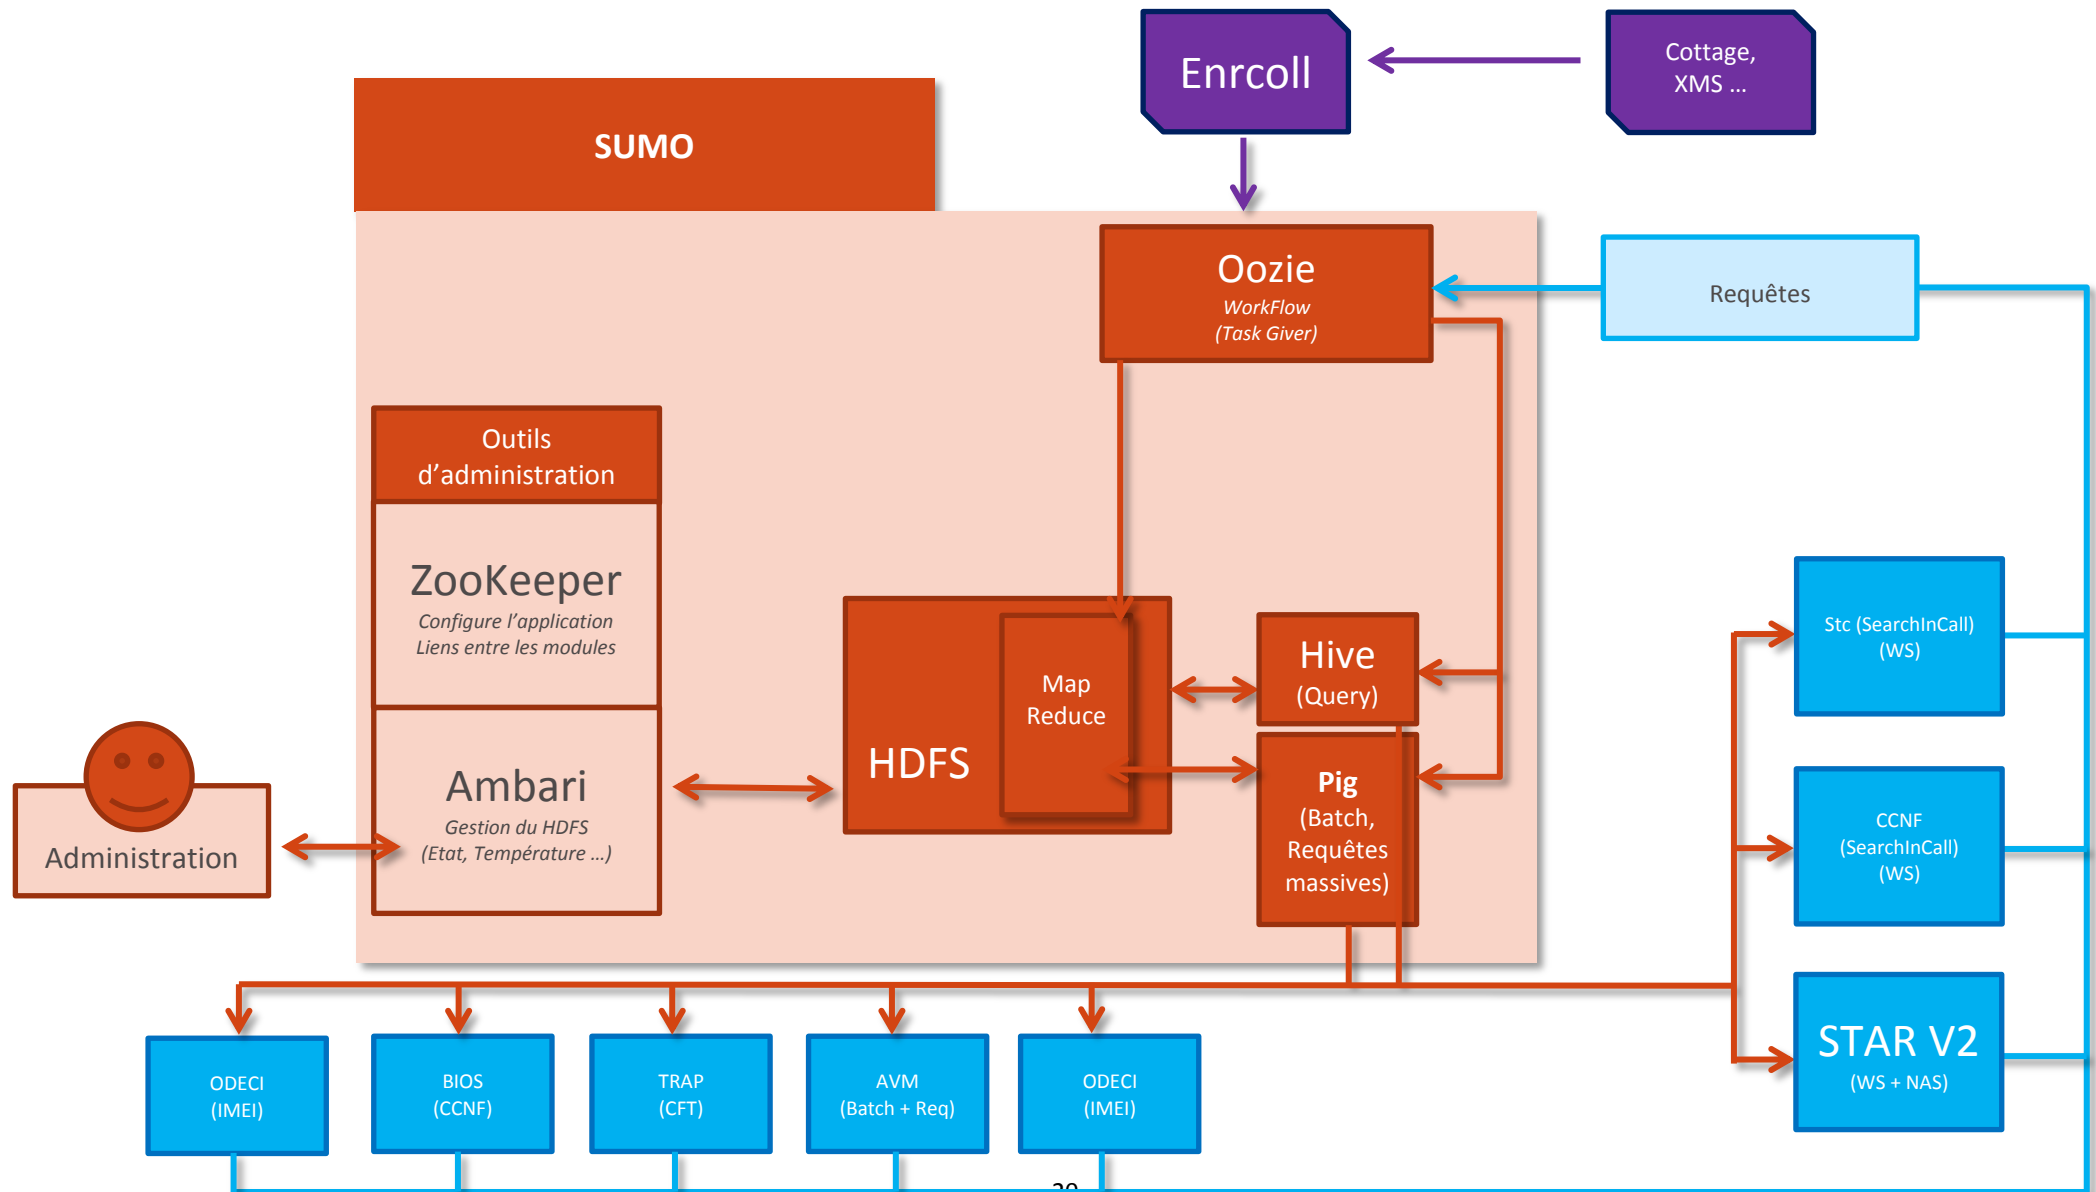 Enrcoll
Cottage,
XMS ...
SUMO
Oozie
WorkFlow
(Task Giver)
Requêtes
Outils
d’administration
ZooKeeper
Configure l’application
Liens entre les modules
Ambari
Gestion du HDFS
(Etat, Température ...)
Administration
HDFS
Map
Reduce
Hive
(Query)
Pig
(Batch,
Requêtes
massives)
Stc (SearchInCall)
(WS)
CCNF
(SearchInCall)
(WS)
STAR V2
(WS + NAS)
ODECI
(IMEI)
BIOS
(CCNF)
TRAP
(CFT)
AVM
(Batch + Req)
ODECI
(IMEI)